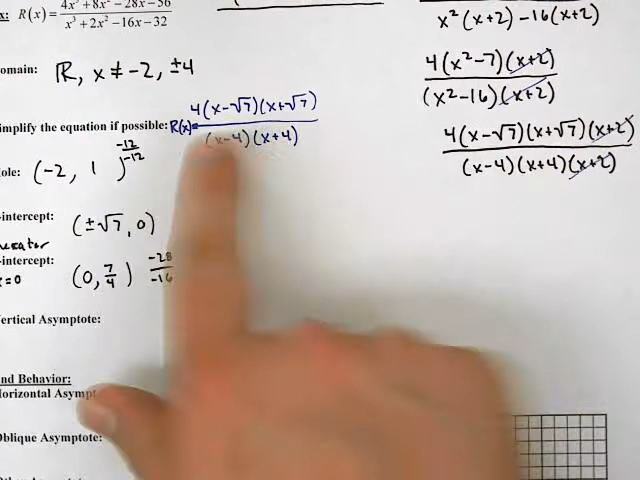 x: R(x) = 4x³+8x²−28x−56
x³+2x²−16x−32
x²(x+2)−16(x+2)
omain: ℝ, x≠−2, ±4
4(x²−7)(x+2)
(x²−16)(x+2)
implify the equation if possible: R(x)= 4(x−√7)(x+√7)
(x−4)(x+4)
4(x−√7)(x+√7)(x+2)
(x−4)(x+4)(x+2)
ole: (−2, 1) −12
−12
-intercept: (±√7, 0)
-intercept:
x=0 (0, 7/4) −28
−16
ertical Asymptote:
nd Behavior:
orizontal Asympt
Oblique Asymptote: